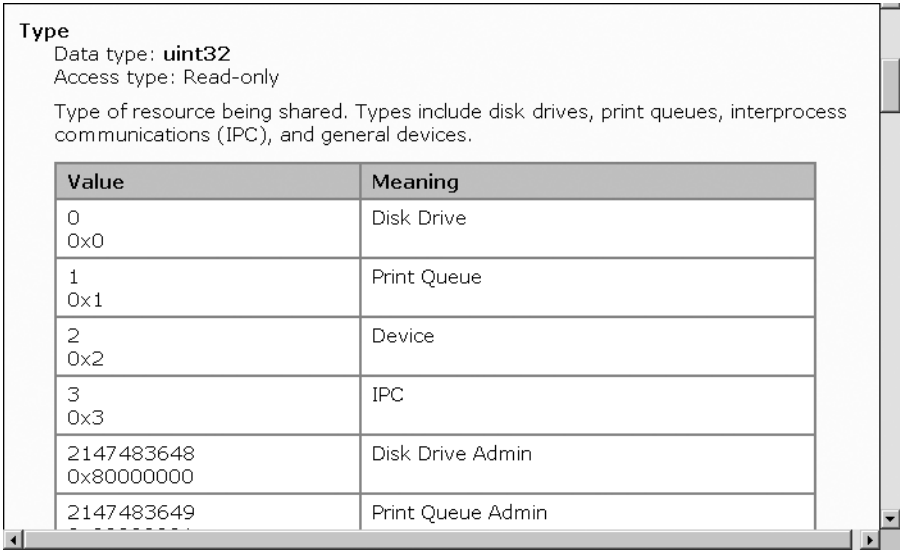 Type
Data type: uint32
Access type: Read-only
Type of resource being shared. Types include disk drives, print queues, interprocess
communications (IPC), and general devices.
Value Meaning
0 Disk Drive
0x0
1 Print Queue
0x1
2 Device
0x2
3 IPC
0x3
2147483648 Disk Drive Admin
0x80000000
2147483649 Print Queue Admin